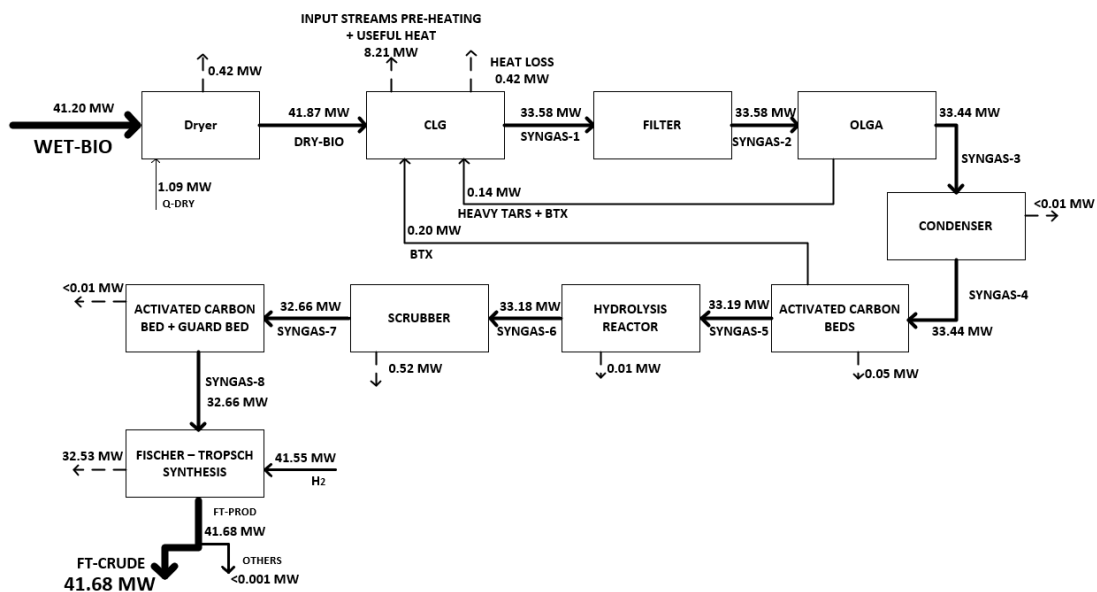 INPUT STREAMS PRE-HEATING
+ USEFUL HEAT
8.21 MW
0.42 MW
HEAT LOSS
0.42 MW
41.20 MW
WET-BIO
Dryer
41.87 MW
DRY-BIO
CLG
33.58 MW
SYNGAS-1
FILTER
33.58 MW
SYNGAS-2
OLGA
33.44 MW
SYNGAS-3
1.09 MW
Q-DRY
0.14 MW
HEAVY TARS + BTX
0.20 MW
BTX
<0.01 MW
CONDENSER
SYNGAS-4
33.44 MW
ACTIVATED CARBON
BEDS
0.05 MW
33.19 MW
SYNGAS-5
HYDROLYSIS
REACTOR
0.01 MW
33.18 MW
SYNGAS-6
SCRUBBER
0.52 MW
32.66 MW
SYNGAS-7
<0.01 MW
ACTIVATED CARBON
BED + GUARD BED
SYNGAS-8
32.66 MW
32.53 MW
FISCHER – TROPSCH
SYNTHESIS
41.55 MW
H2
FT-PROD
41.68 MW
FT-CRUDE
41.68 MW
OTHERS
<0.001 MW